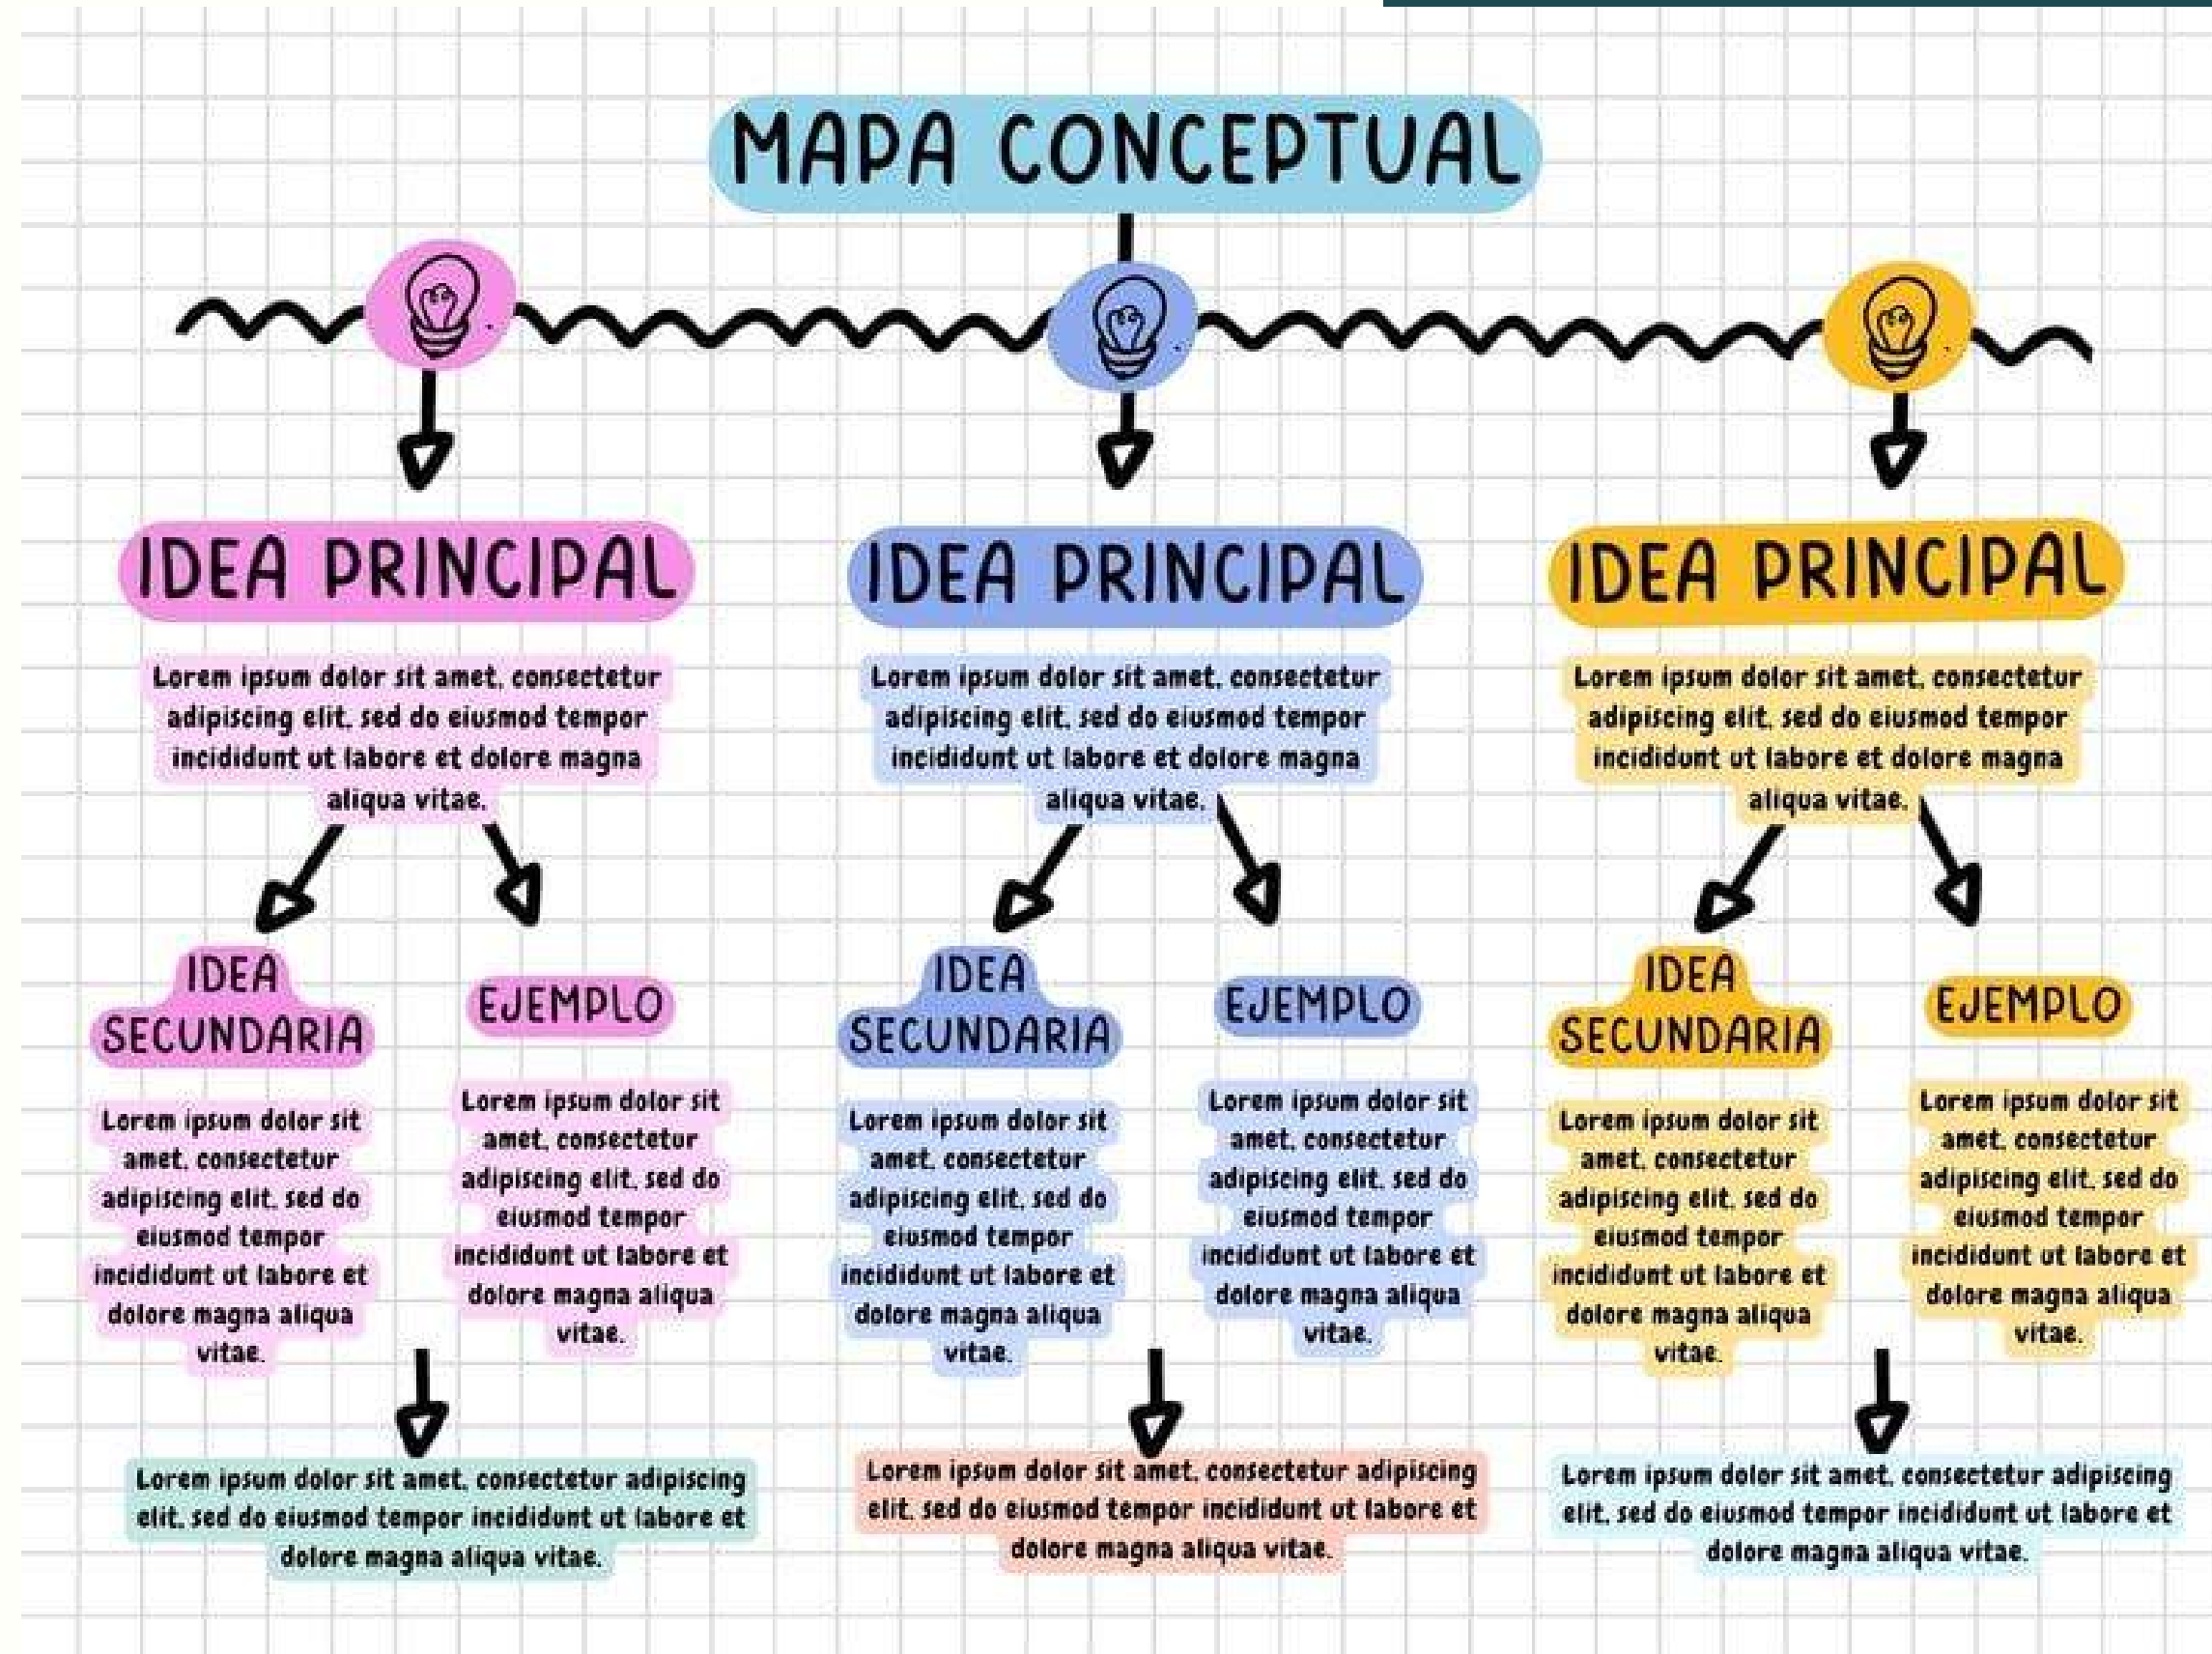 MAPA CONCEPTUAL
IDEA PRINCIPAL
Lorem ipsum dolor sit amet, consectetur
adipiscing elit, sed do eiusmod tempor
incididunt ut labore et dolore magna
aliqua vitae.
IDEA
SECUNDARIA
Lorem ipsum dolor sit
amet, consectetur
adipiscing elit, sed do
eiusmod tempor
incididunt ut labore et
dolore magna aliqua
vitae.
EJEMPLO
Lorem ipsum dolor sit
amet, consectetur
adipiscing elit, sed do
eiusmod tempor
incididunt ut labore et
dolore magna aliqua
vitae.
Lorem ipsum dolor sit amet, consectetur adipiscing
elit, sed do eiusmod tempor incididunt ut labore et
dolore magna aliqua vitae.
IDEA PRINCIPAL
Lorem ipsum dolor sit amet, consectetur
adipiscing elit, sed do eiusmod tempor
incididunt ut labore et dolore magna
aliqua vitae.
IDEA
SECUNDARIA
Lorem ipsum dolor sit
amet, consectetur
adipiscing elit, sed do
eiusmod tempor
incididunt ut labore et
dolore magna aliqua
vitae.
EJEMPLO
Lorem ipsum dolor sit
amet, consectetur
adipiscing elit, sed do
eiusmod tempor
incididunt ut labore et
dolore magna aliqua
vitae.
Lorem ipsum dolor sit amet, consectetur adipiscing
elit, sed do eiusmod tempor incididunt ut labore et
dolore magna aliqua vitae.
IDEA PRINCIPAL
Lorem ipsum dolor sit amet, consectetur
adipiscing elit, sed do eiusmod tempor
incididunt ut labore et dolore magna
aliqua vitae.
IDEA
SECUNDARIA
Lorem ipsum dolor sit
amet, consectetur
adipiscing elit, sed do
eiusmod tempor
incididunt ut labore et
dolore magna aliqua
vitae.
EJEMPLO
Lorem ipsum dolor sit
amet, consectetur
adipiscing elit, sed do
eiusmod tempor
incididunt ut labore et
dolore magna aliqua
vitae.
Lorem ipsum dolor sit amet, consectetur adipiscing
elit, sed do eiusmod tempor incididunt ut labore et
dolore magna aliqua vitae.